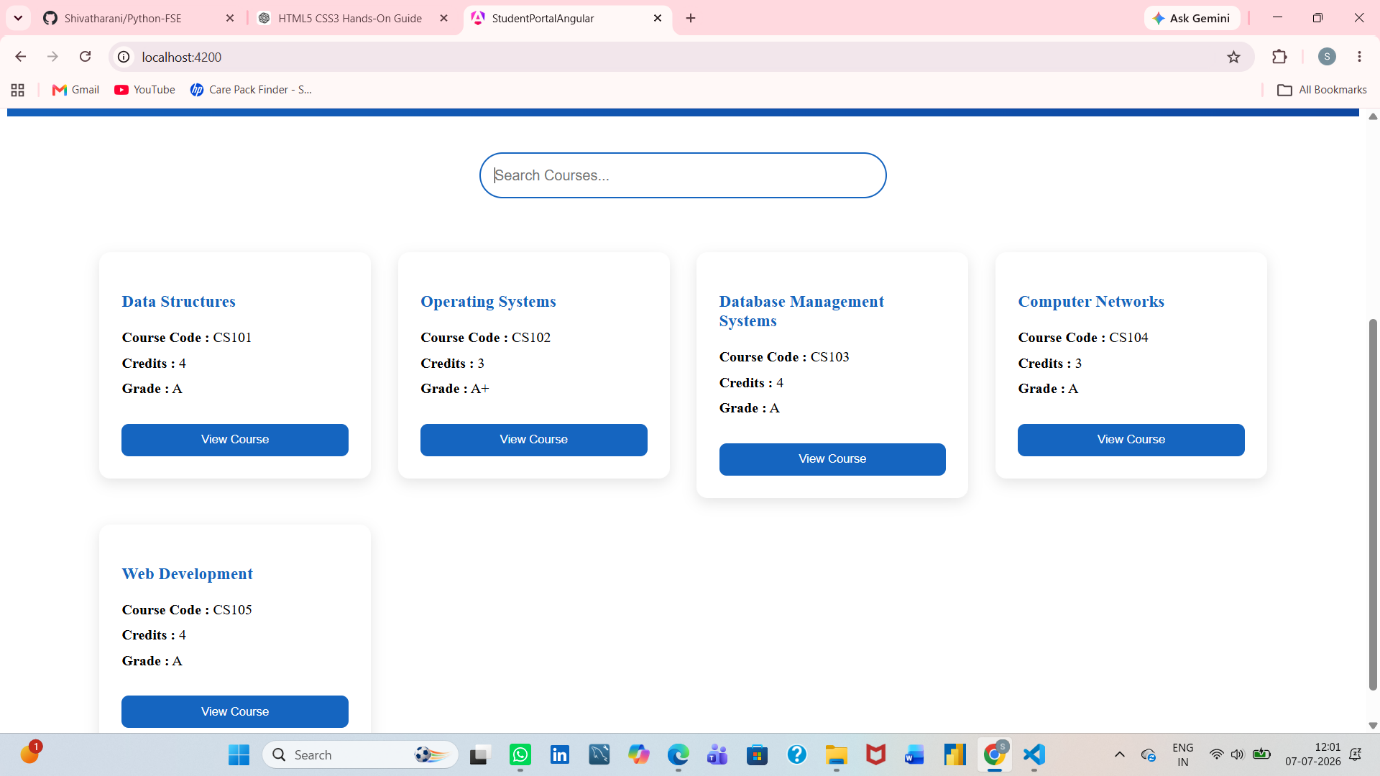 Shivatharani/Python-FSE
HTML5 CSS3 Hands-On Guide
StudentPortalAngular
Ask Gemini
localhost:4200
S
Gmail
YouTube
Care Pack Finder - S...
All Bookmarks
Search Courses...
Data Structures
Course Code : CS101
Credits : 4
Grade : A
View Course
Operating Systems
Course Code : CS102
Credits : 3
Grade : A+
View Course
Database Management
Systems
Course Code : CS103
Credits : 4
Grade : A
View Course
Computer Networks
Course Code : CS104
Credits : 3
Grade : A
View Course
Web Development
Course Code : CS105
Credits : 4
Grade : A
View Course
1
Search
ENG
IN
12:01
07-07-2026